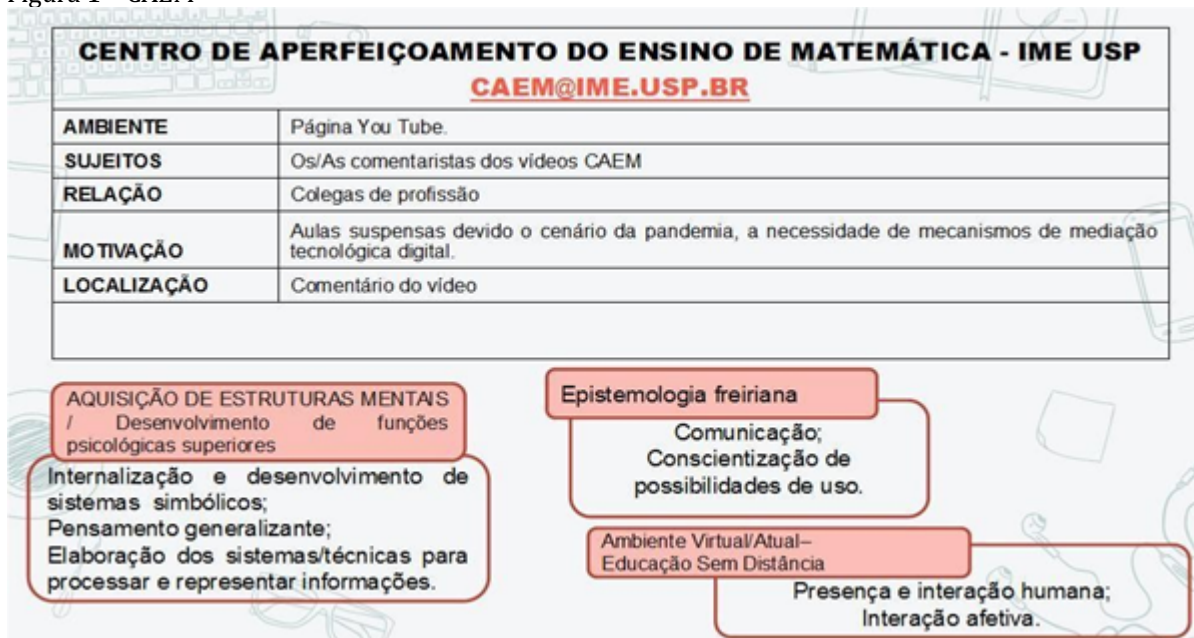 CENTRO DE APERFEIÇOAMENTO DO ENSINO DE MATEMÁTICA - IME USP
CAEM@IME.USP.BR
AMBIENTE Página You Tube.
SUJEITOS Os/As comentaristas dos vídeos CAEM
RELAÇÃO Colegas de profissão
MOTIVAÇÃO Aulas suspensas devido o cenário da pandemia, a necessidade de mecanismos de mediação
tecnológica digital.
LOCALIZAÇÃO Comentário do vídeo
AQUISIÇÃO DE ESTRUTURAS MENTAIS
/ Desenvolvimento de funções
psicológicas superiores
Internalização e desenvolvimento de
sistemas simbólicos;
Pensamento generalizante;
Elaboração dos sistemas/técnicas para
processar e representar informações.
Epistemologia freiriana
Comunicação;
Conscientização de
possibilidades de uso.
Ambiente Virtual/Atual–
Educação Sem Distância
Presença e interação humana;
Interação afetiva.